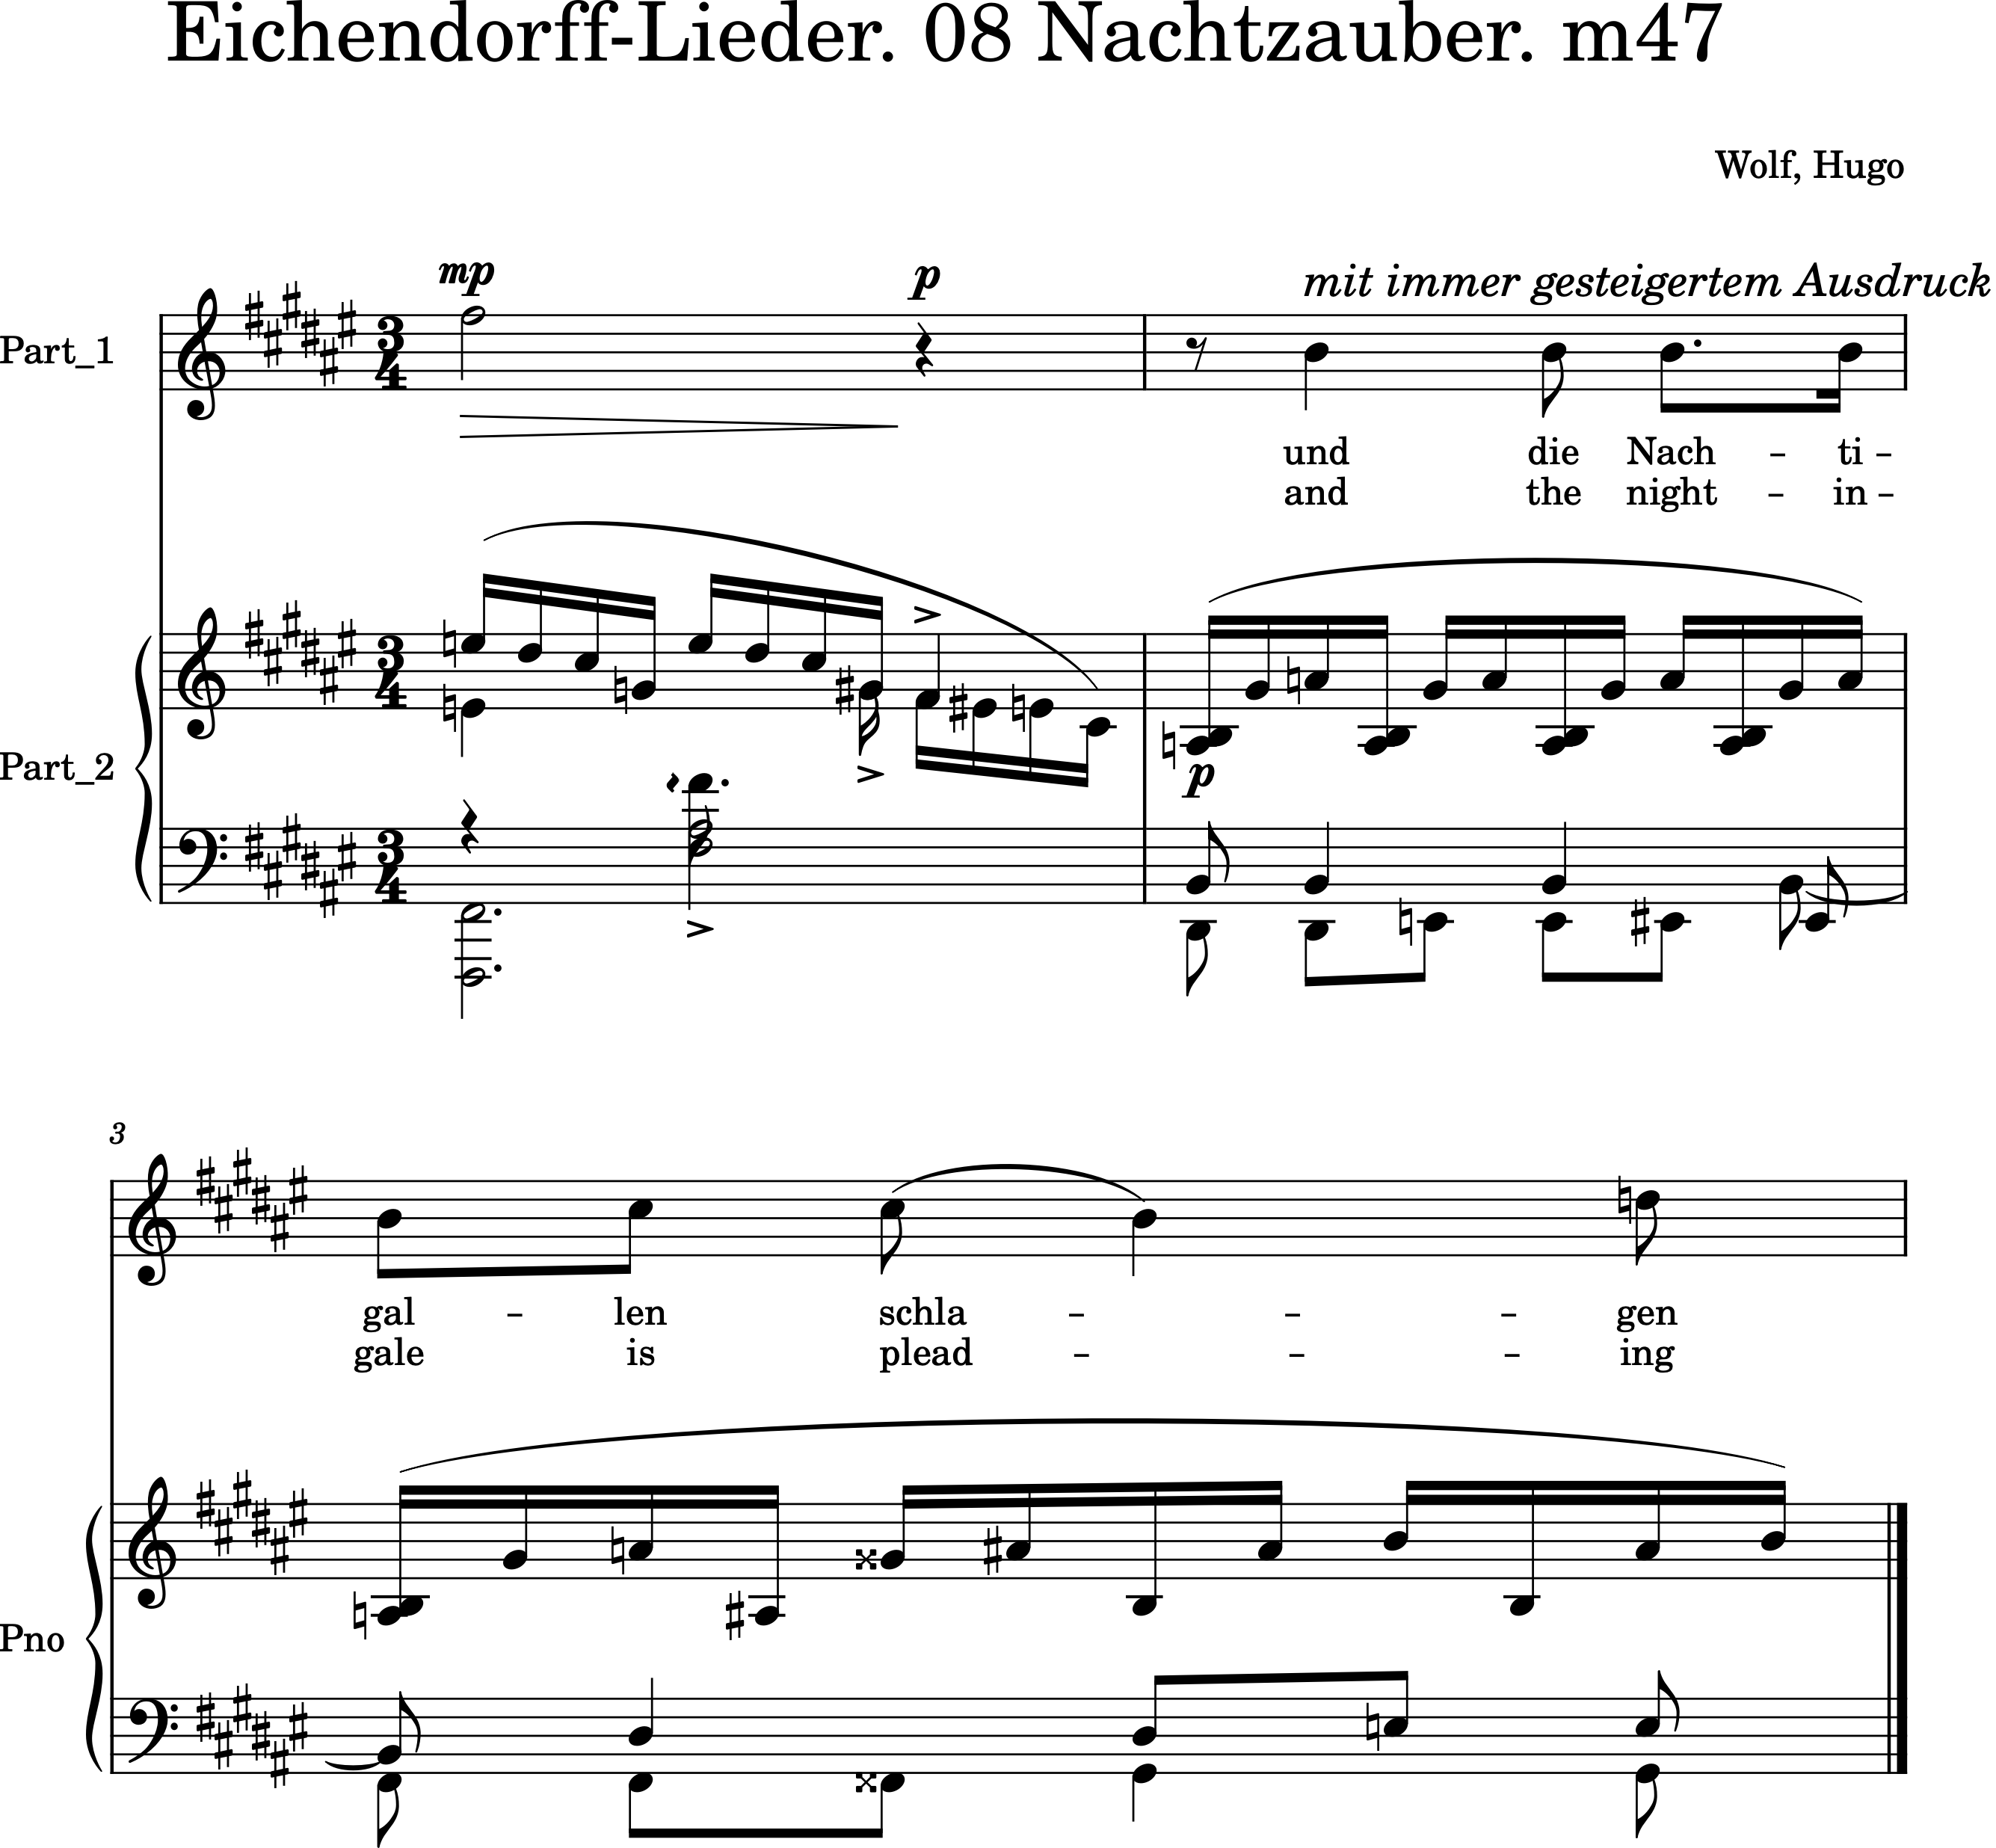 Eichendorff-Lieder. 08 Nachtzauber. m47
Wolf, Hugo
mp p mit immer gesteigertem Ausdruck
Part_1
und die Nach - ti -
and the night - in -
Part_2
p
3
gal - len schla - - - gen
gale is plead - - - ing
Pno